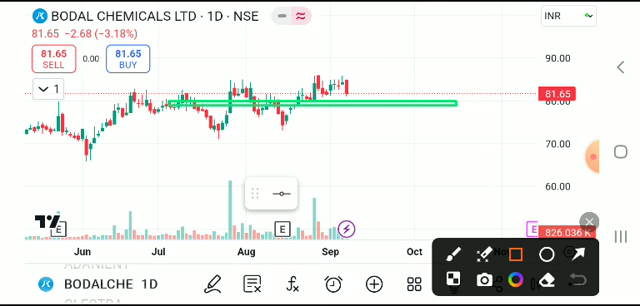 BODAL CHEMICALS LTD · 1D · NSE
INR
81.65 −2.68 (−3.18%)
81.65
SELL
0.00
81.65
BUY
90.00
1
81.65
80.00
70.00
60.00
E
E
E
826.036 K
Jun
Jul
Aug
Sep
Oct
ADANIENT
BODALCHE 1D